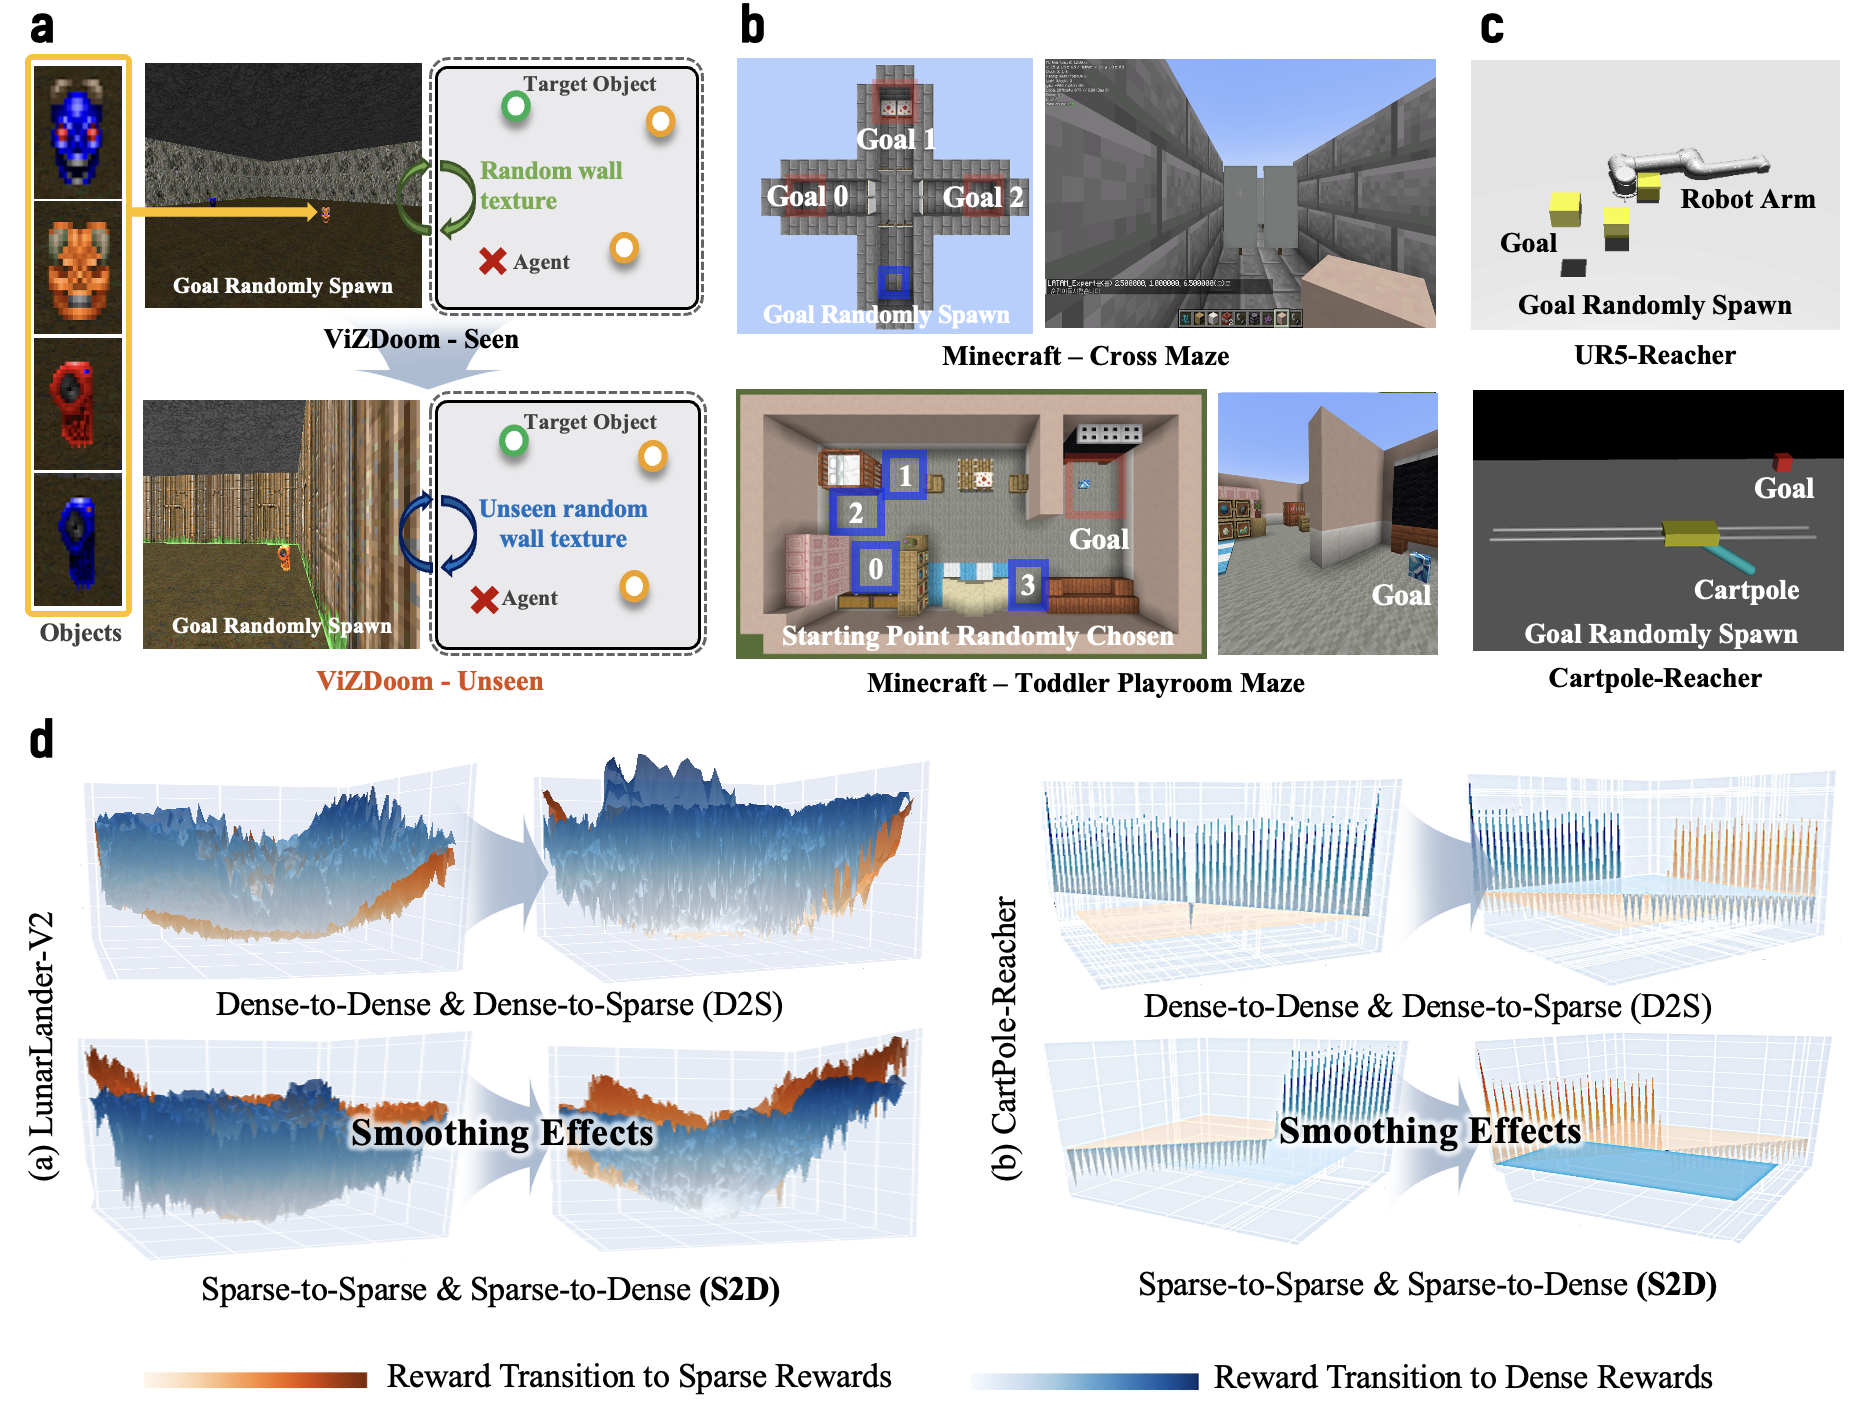 a
Target Object
Random wall
texture
Agent
Goal Randomly Spawn
ViZDoom - Seen
Target Object
Unseen random
wall texture
Agent
Goal Randomly Spawn
Objects
ViZDoom - Unseen
b
Goal 1
Goal 0
Goal 2
Goal Randomly Spawn
Minecraft – Cross Maze
1
2
0
3
Goal
Starting Point Randomly Chosen
Goal
Minecraft – Toddler Playroom Maze
c
Robot Arm
Goal
Goal Randomly Spawn
UR5-Reacher
Goal
Cartpole
Goal Randomly Spawn
Cartpole-Reacher
d
(a) LunarLander-V2
Dense-to-Dense & Dense-to-Sparse (D2S)
Smoothing Effects
Sparse-to-Sparse & Sparse-to-Dense (S2D)
(b) CartPole-Reacher
Dense-to-Dense & Dense-to-Sparse (D2S)
Smoothing Effects
Sparse-to-Sparse & Sparse-to-Dense (S2D)
Reward Transition to Sparse Rewards
Reward Transition to Dense Rewards